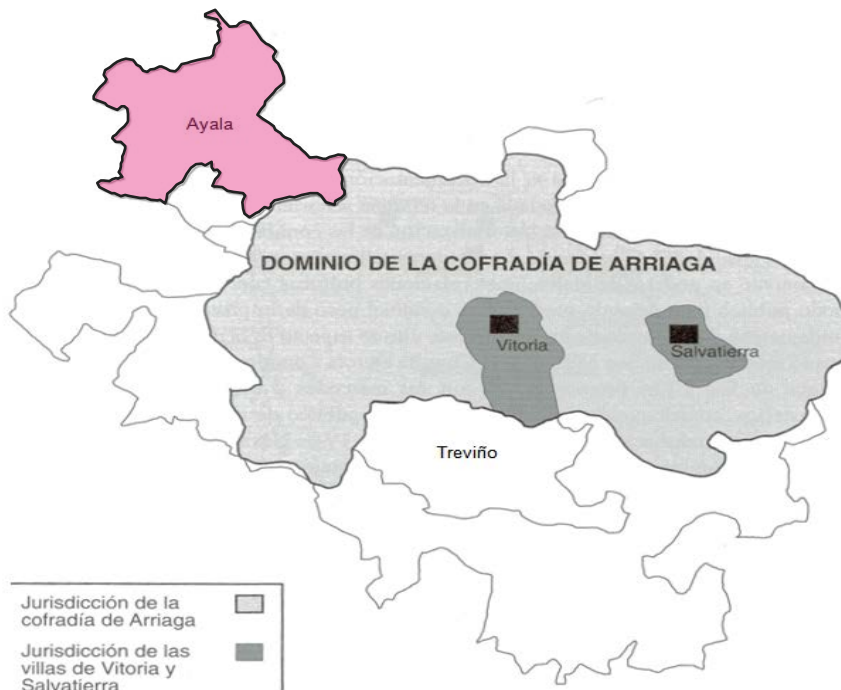 Ayala
DOMINIO DE LA COFRADÍA DE ARRIAGA
Vitoria
Salvatierra
Treviño
Jurisdicción de la
cofradía de Arriaga
Jurisdicción de las
villas de Vitoria y
Salvatierra